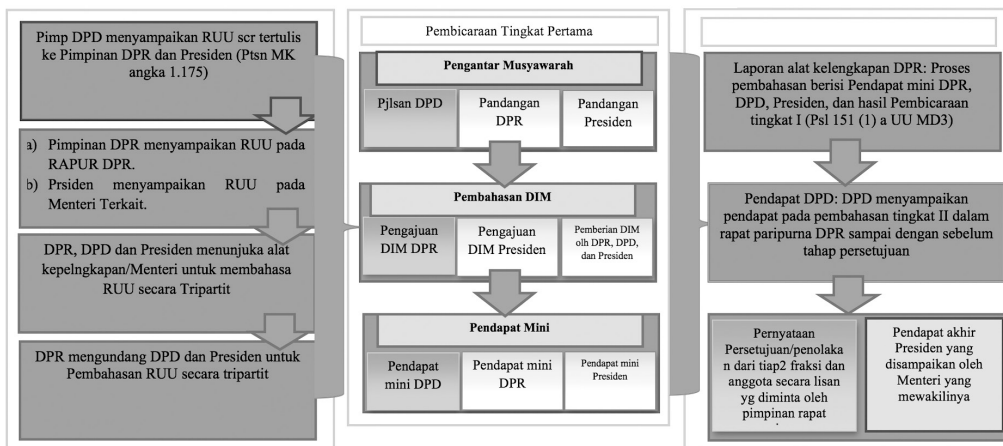 Pimp DPD menyampaikan RUU scr tertulis
ke Pimpinan DPR dan Presiden (Ptsn MK
angka 1.175)
a) Pimpinan DPR menyampaikan RUU pada
RAPUR DPR.
b) Prsiden menyampaikan RUU pada
Menteri Terkait.
DPR, DPD dan Presiden menunjuka alat
kepelngkapan/Menteri untuk membahasa
RUU secara Tripartit
DPR mengundang DPD dan Presiden untuk
Pembahasan RUU secara tripartit
Pembicaraan Tingkat Pertama
Pengantar Musyawarah
Pjlsan DPD
Pandangan
DPR
Pandangan
Presiden
Pembahasan DIM
Pengajuan
DIM DPR
Pengajuan
DIM Presiden
Pemberian DIM
olh DPR, DPD,
dan Presiden
Pendapat Mini
Pendapat
mini DPD
Pendapat mini
DPR
Pendapat mini
Presiden
Laporan alat kelengkapan DPR: Proses
pembahasan berisi Pendapat mini DPR,
DPD, Presiden, dan hasil Pembicaraan
tingkat I (Psl 151 (1) a UU MD3)
Pendapat DPD: DPD menyampaikan
pendapat pada pembahasan tingkat II dalam
rapat paripurna DPR sampai dengan sebelum
tahap persetujuan
Pernyataan
Persetujuan/penolaka
n dari tiap2 fraksi dan
anggota secara lisan
yg diminta oleh
pimpinan rapat
Pendapat akhir
Presiden yang
disampaikan oleh
Menteri yang
mewakilinya